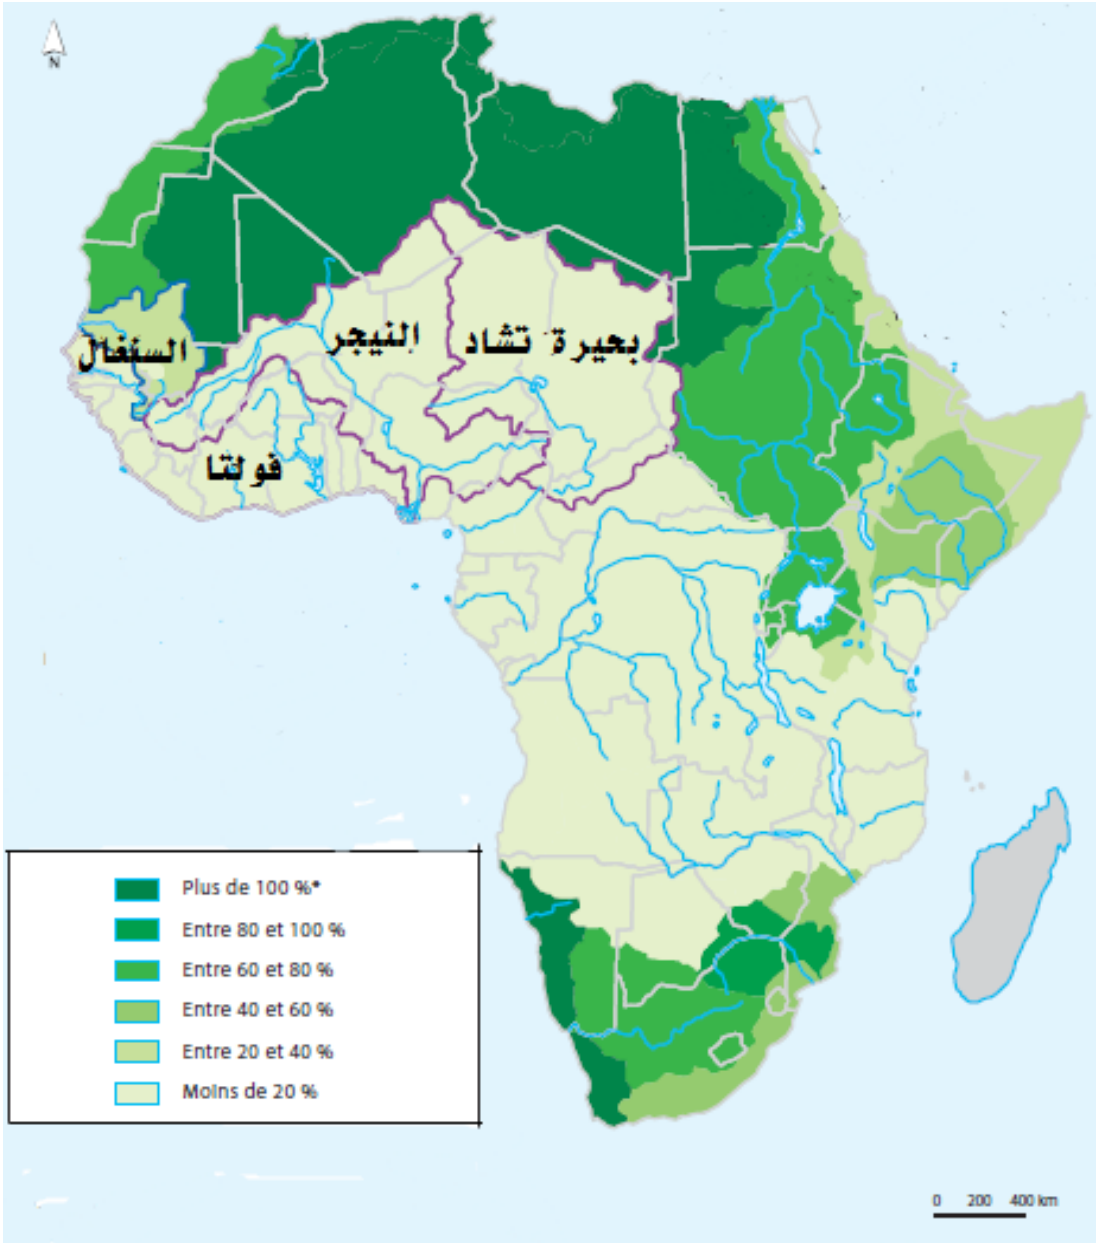 N
السنغال
النيجر
بحيرة تشاد
فولتا
Plus de 100 %*
Entre 80 et 100 %
Entre 60 et 80 %
Entre 40 et 60 %
Entre 20 et 40 %
Moins de 20 %
0 200 400 km